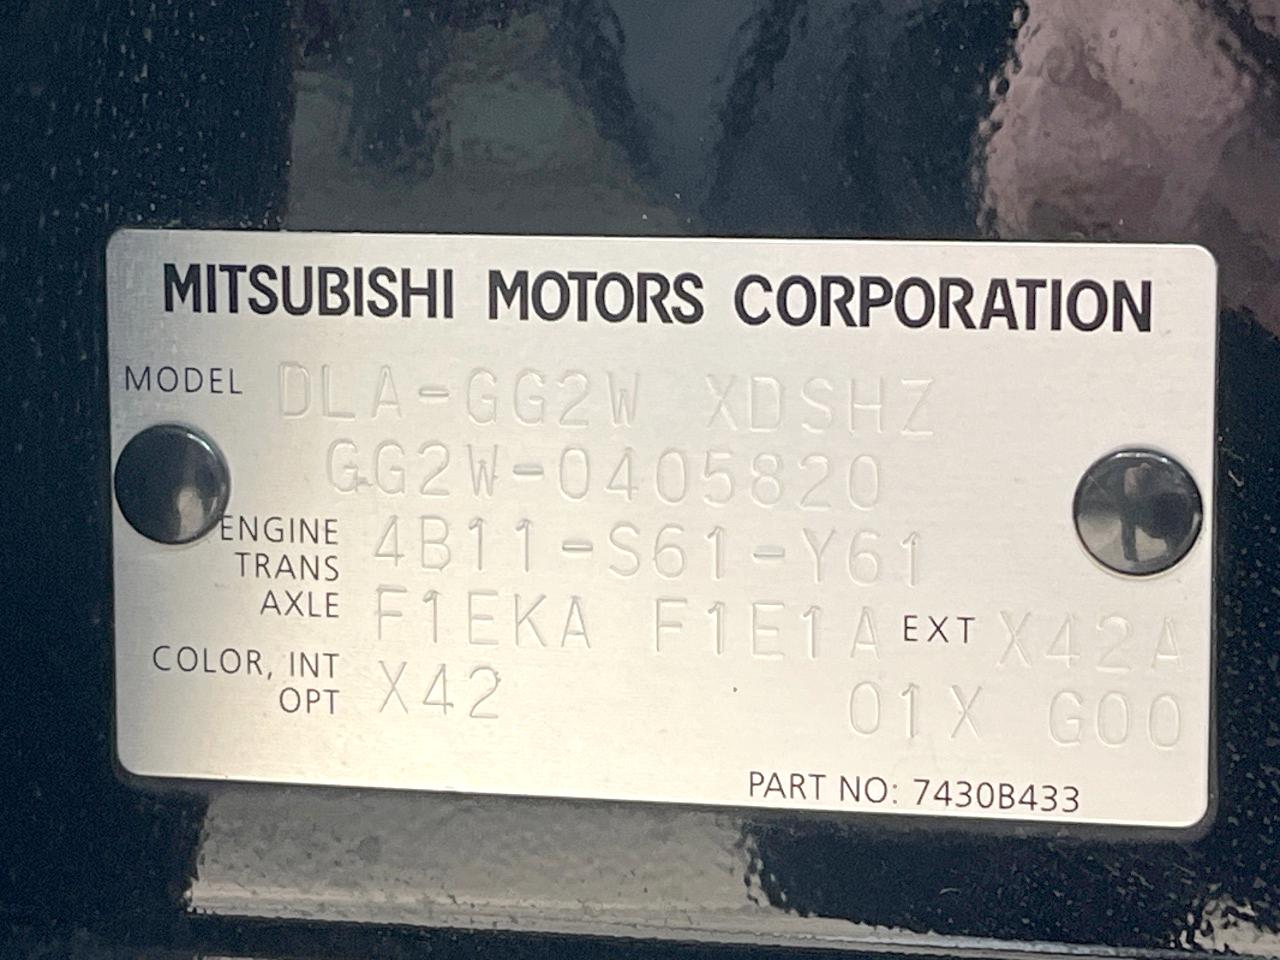 MITSUBISHI MOTORS CORPORATION
MODEL DLA-GG2W XDSHZ
GG2W-0405820
ENGINE 4B11-S61-Y61
TRANS
AXLE F1EKA F1E1A EXT X42A
COLOR, INT X42 01X G00
OPT
PART NO: 7430B433